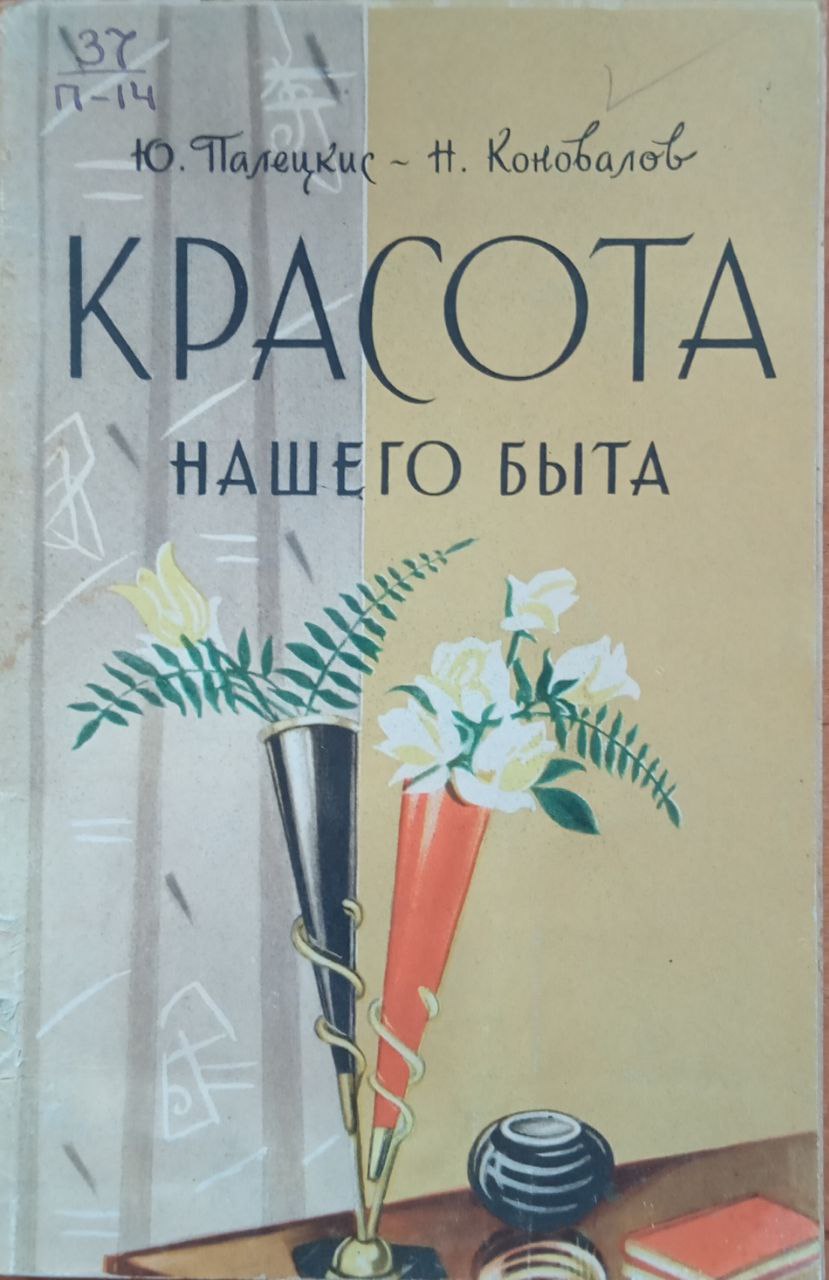 37
П-14
Ю. Палецкис ~ Н. Коновалов
КРАСОТА
НАШЕГО БЫТА